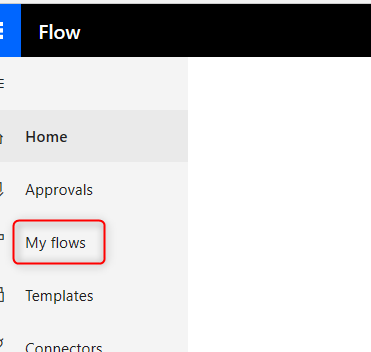 Flow
Home
Approvals
My flows
Templates
Connectors